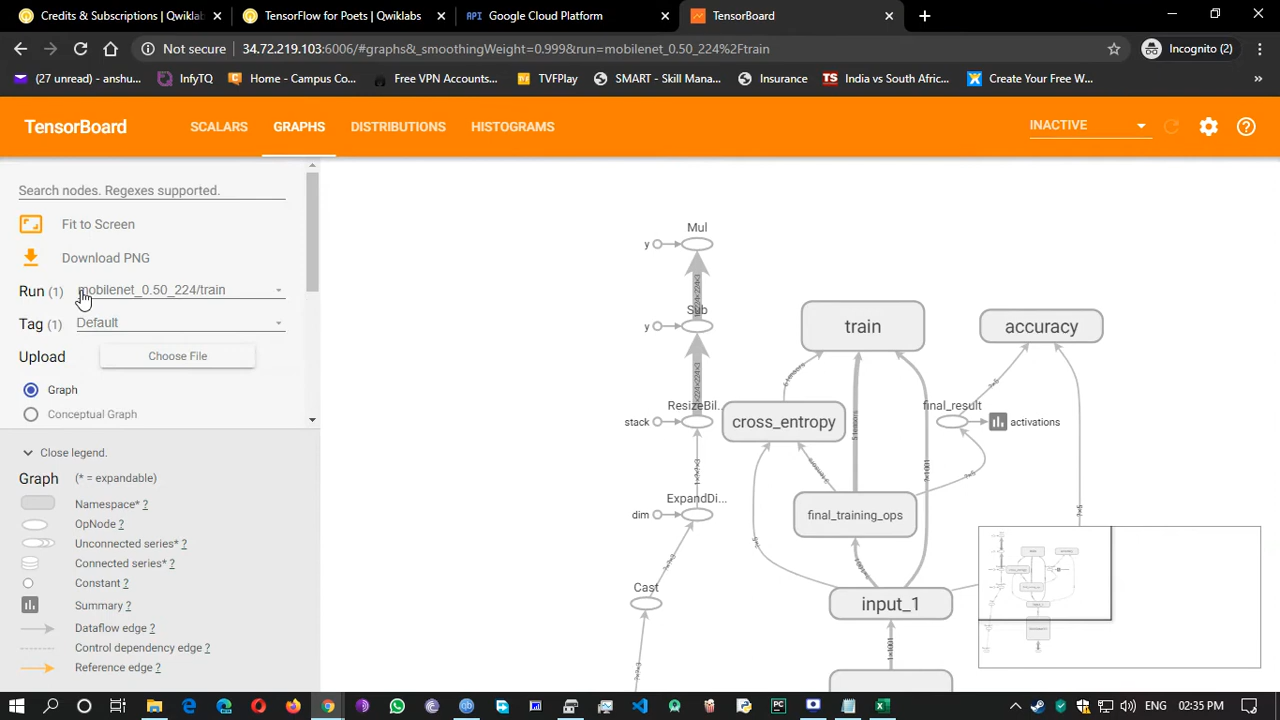 Credits & Subscriptions | Qwikla
TensorFlow for Poets | Qwiklabs
API Google Cloud Platform
TensorBoard
Not secure | 34.72.219.103:6006/#graphs&_smoothingWeight=0.999&run=mobilenet_0.50_224%2Ftrain
Incognito (2)
(27 unread) - anshu...
InfyTQ
Home - Campus Co...
Free VPN Accounts...
TVFPlay
SMART - Skill Mana...
Insurance
TS India vs South Afric...
Create Your Free W...
»
TensorBoard
SCALARS
GRAPHS
DISTRIBUTIONS
HISTOGRAMS
INACTIVE
Search nodes. Regexes supported.
Fit to Screen
Download PNG
Run (1) mobilenet_0.50_224/train
Tag (1) Default
Upload Choose File
Graph
Conceptual Graph
Close legend.
Graph (* = expandable)
Namespace* ?
OpNode ?
Unconnected series* ?
Connected series* ?
Constant ?
Summary ?
Dataflow edge ?
Control dependency edge ?
Reference edge ?
Mul
y
Sub
y
ResizeBil...
stack
ExpandDi...
dim
Cast
train
accuracy
cross_entropy
final_result
activations
final_training_ops
input_1
1×1001
ENG 02:35 PM